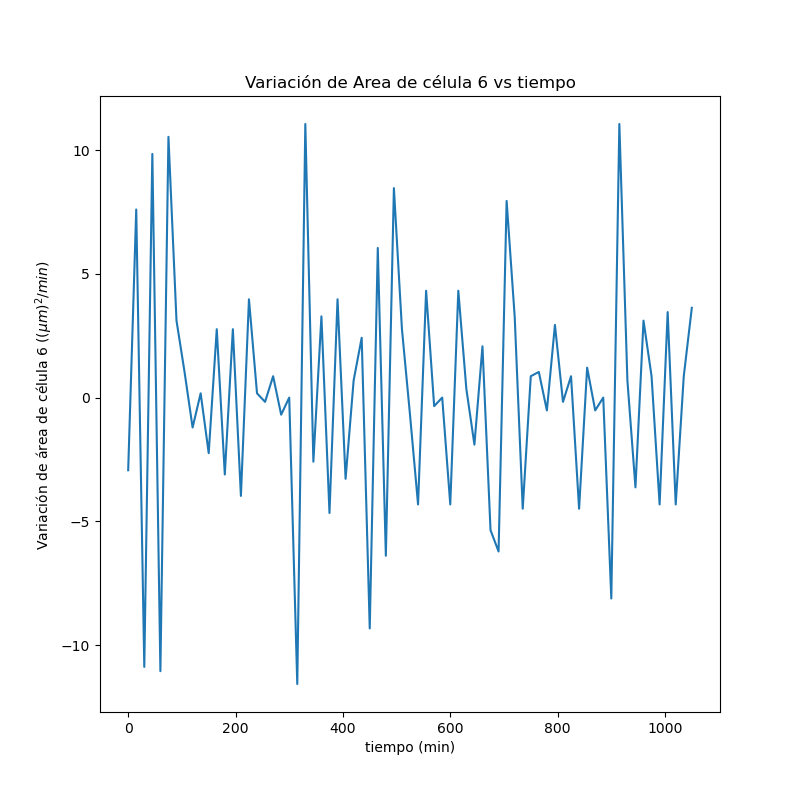 Variación de Area de célula 6 vs tiempo
Variación de área de célula 6 ((μm)²/min)
10
5
0
−5
−10
0 200 400 600 800 1000
tiempo (min)